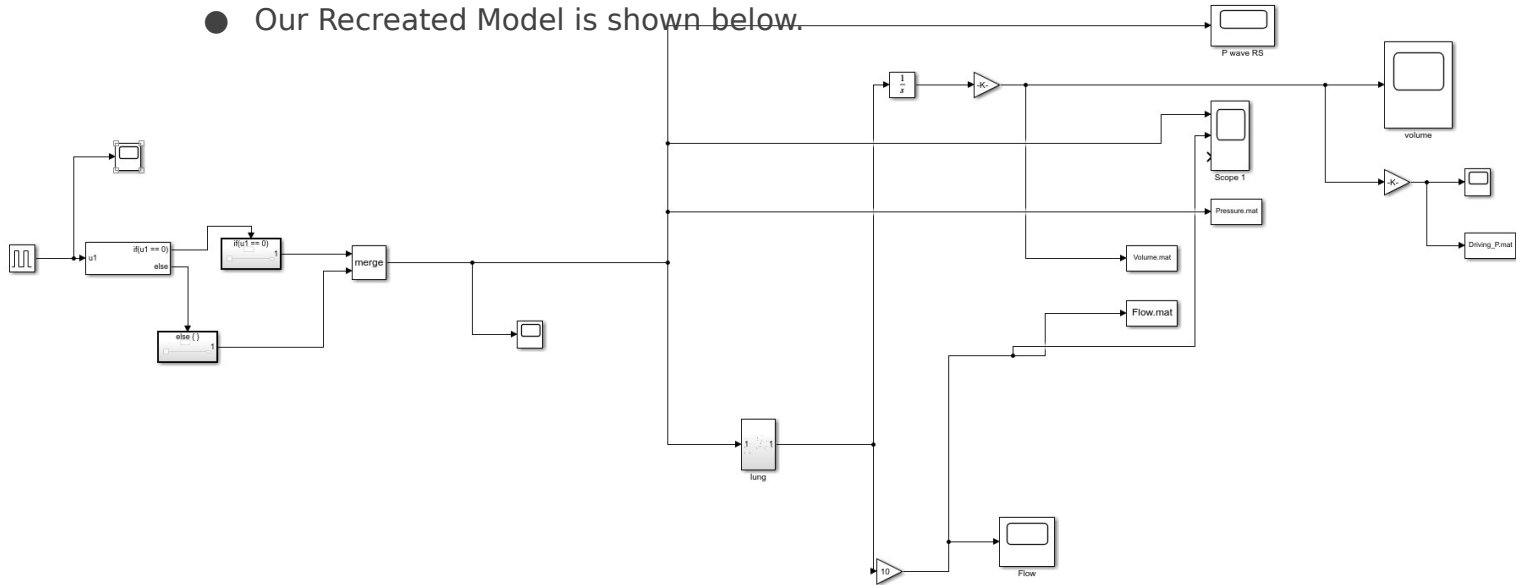 ● Our Recreated Model is shown below.
P wave RS
1
s
-K-
volume
Scope 1
-K-
Pressure.mat
if(u1 == 0)
u1
else
if(u1 == 0)
1
merge
Volume.mat
Driving_P.mat
Flow.mat
else { }
1
1
1
lung
10
Flow